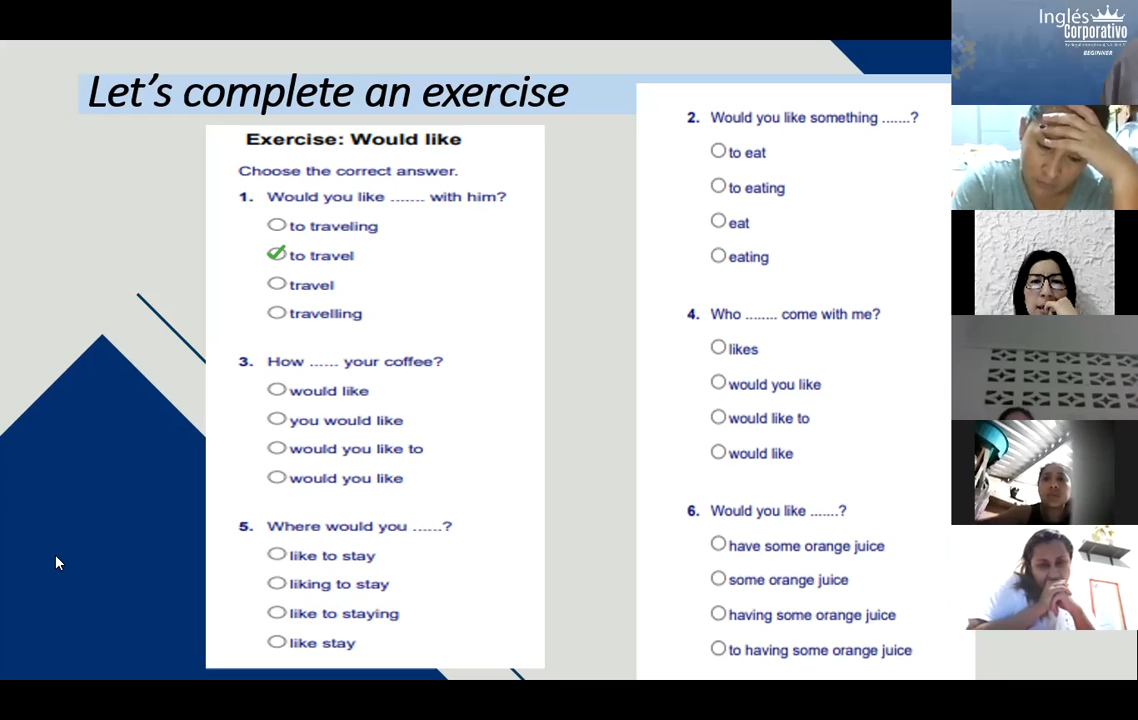 Let's complete an exercise
Exercise: Would like
Choose the correct answer.
1. Would you like ....... with him?
to traveling
to travel
travel
travelling
3. How ...... your coffee?
would like
you would like
would you like to
would you like
5. Where would you ......?
like to stay
liking to stay
like to staying
like stay
2. Would you like something .......?
to eat
to eating
eat
eating
4. Who ........ come with me?
likes
would you like
would like to
would like
6. Would you like .......?
have some orange juice
some orange juice
having some orange juice
to having some orange juice
Inglés
Corporativo
BEGINNER